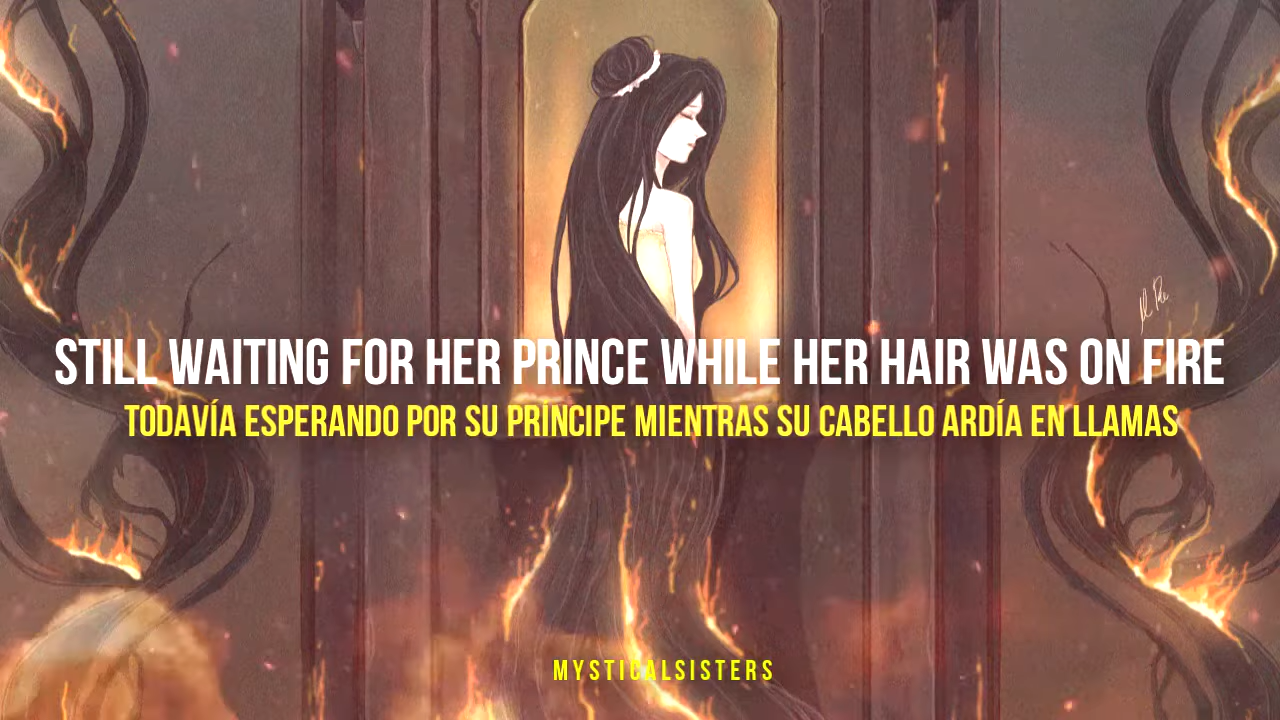 STILL WAITING FOR HER PRINCE WHILE HER HAIR WAS ON FIRE
TODAVÍA ESPERANDO POR SU PRÍNCIPE MIENTRAS SU CABELLO ARDÍA EN LLAMAS
MYSTICALSISTERS